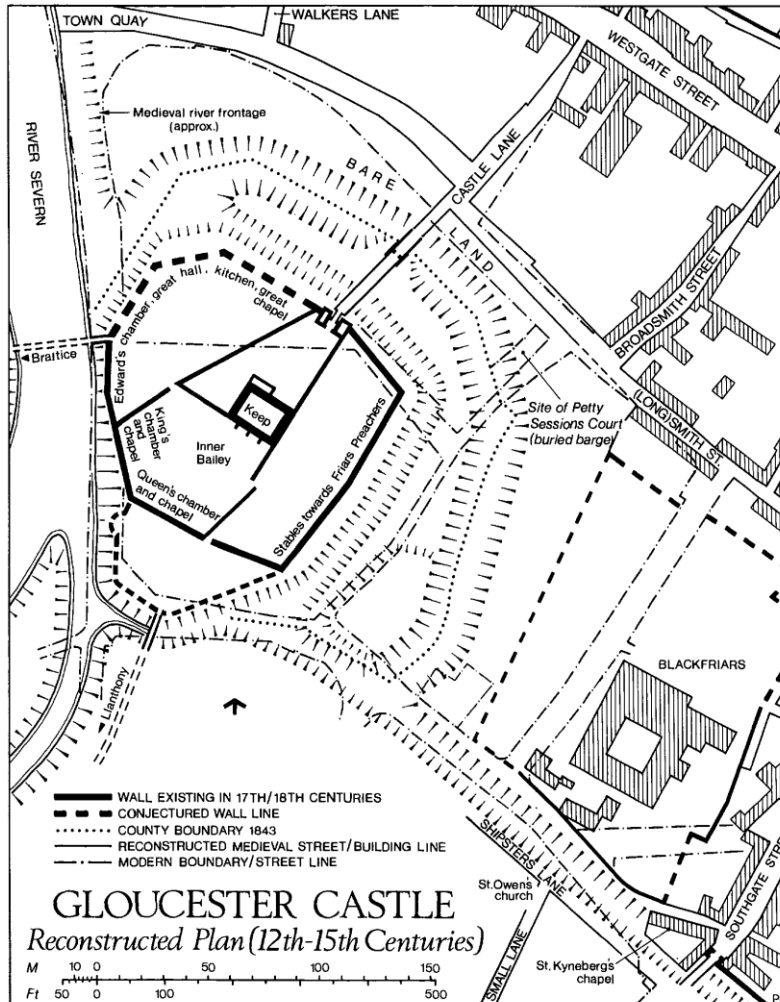 TOWN QUAY
WALKERS LANE
WESTGATE STREET
Medieval river frontage
(approx.)
RIVER SEVERN
BARE
LAND
CASTLE LANE
BROADSMITH STREET
(LONG)SMITH ST.
Edward's chamber, great hall, kitchen, great
chapel
Braitice
King's
chamber
and
chapel
Keep
Inner
Bailey
Queen's chamber
and chapel
Stables towards Friars Preachers
Site of Petty
Sessions Court
(buried barge)
BLACKFRIARS
Llanthony
WALL EXISTING IN 17TH/18TH CENTURIES
CONJECTURED WALL LINE
COUNTY BOUNDARY 1843
RECONSTRUCTED MEDIEVAL STREET/BUILDING LINE
MODERN BOUNDARY/STREET LINE
SHIPSTERS LANE
St. Owens
church
SMALL LANE
St. Kyneberg's
chapel
SOUTHGATE STREET
GLOUCESTER CASTLE
Reconstructed Plan (12th-15th Centuries)
M 10 0 50 100 150
Ft 50 0 100 500